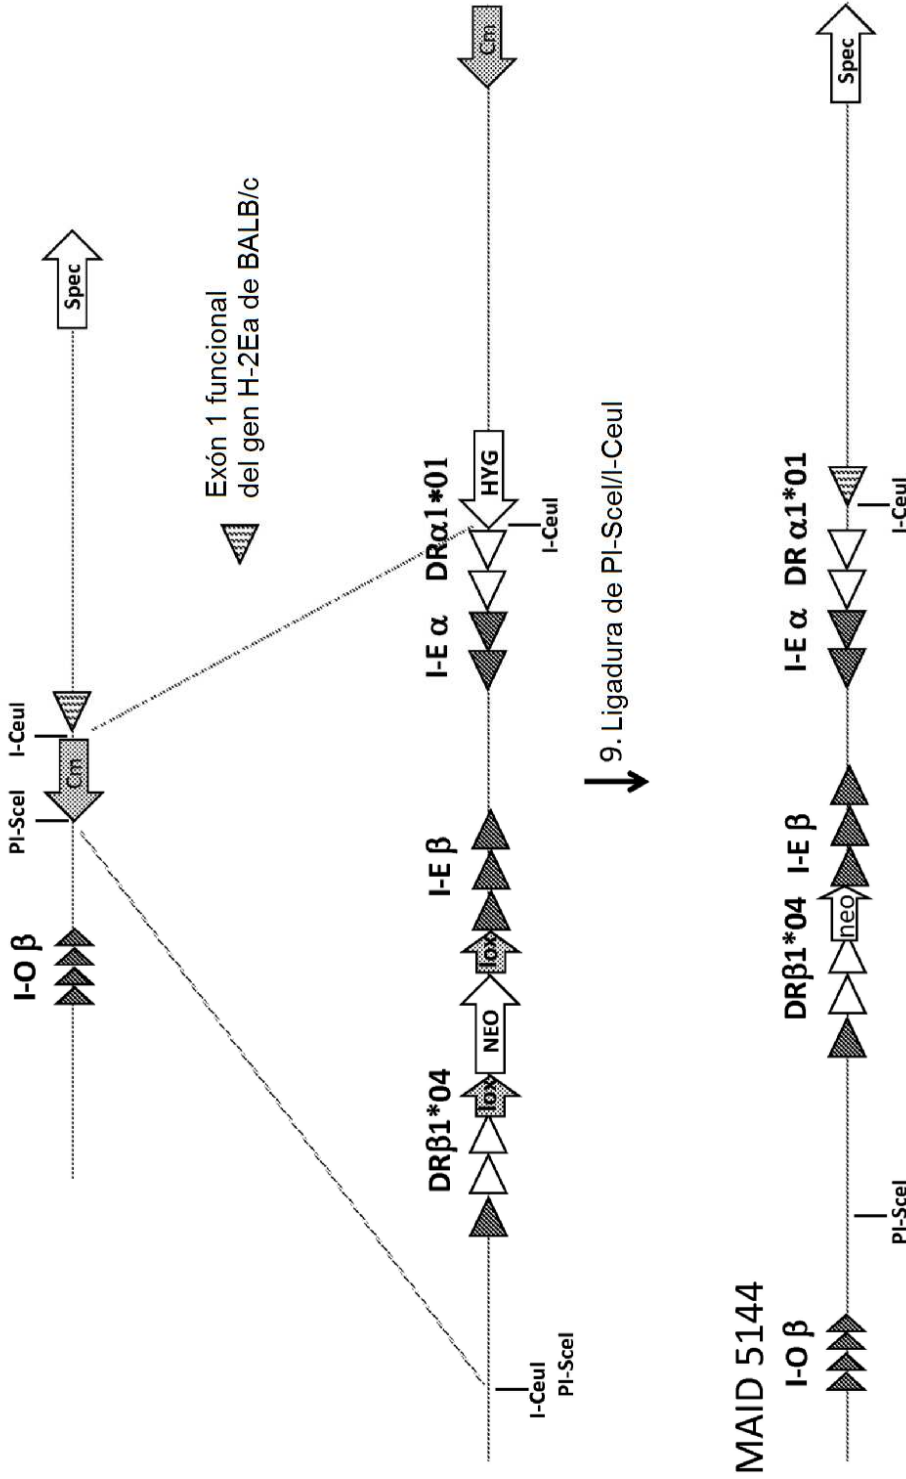 I-O β
PI-SceI
I-CeuI
Cm
Spec
Exón 1 funcional
del gen H-2Ea de BALB/c
DRβ1*04
lox
NEO
lox
I-E β
I-E α
DRα1*01
HYG
Cm
I-CeuI
PI-SceI
I-CeuI
9. Ligadura de PI-SceI/I-CeuI
MAID 5144
I-O β
DRβ1*04
neo
I-E β
I-E α
DR α1*01
Spec
PI-SceI
I-CeuI